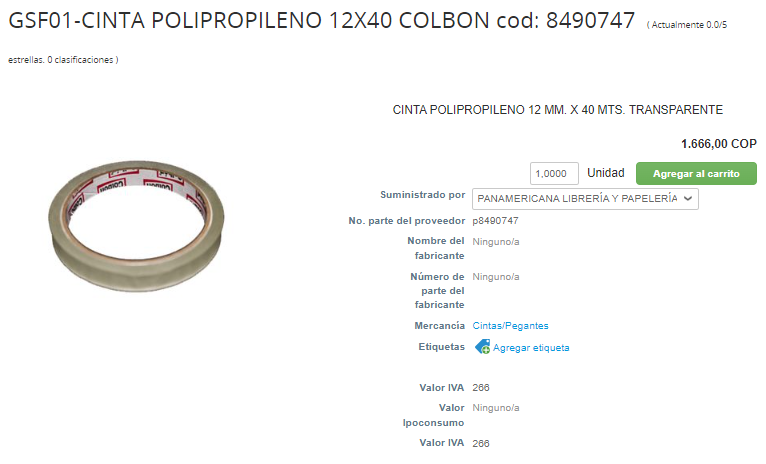 GSF01-CINTA POLIPROPILENO 12X40 COLBON cod: 8490747 ( Actualmente 0.0/5
estrellas. 0 clasificaciones )
CINTA POLIPROPILENO 12 MM. X 40 MTS. TRANSPARENTE
1.666,00 COP
1,0000 Unidad Agregar al carrito
Suministrado por PANAMERICANA LIBRERÍA Y PAPELERÍA
No. parte del proveedor p8490747
Nombre del Ninguno/a
fabricante
Número de Ninguno/a
parte del
fabricante
Mercancía Cintas/Pegantes
Etiquetas Agregar etiqueta
Valor IVA 266
Valor Ninguno/a
Ipoconsumo
Valor IVA 266